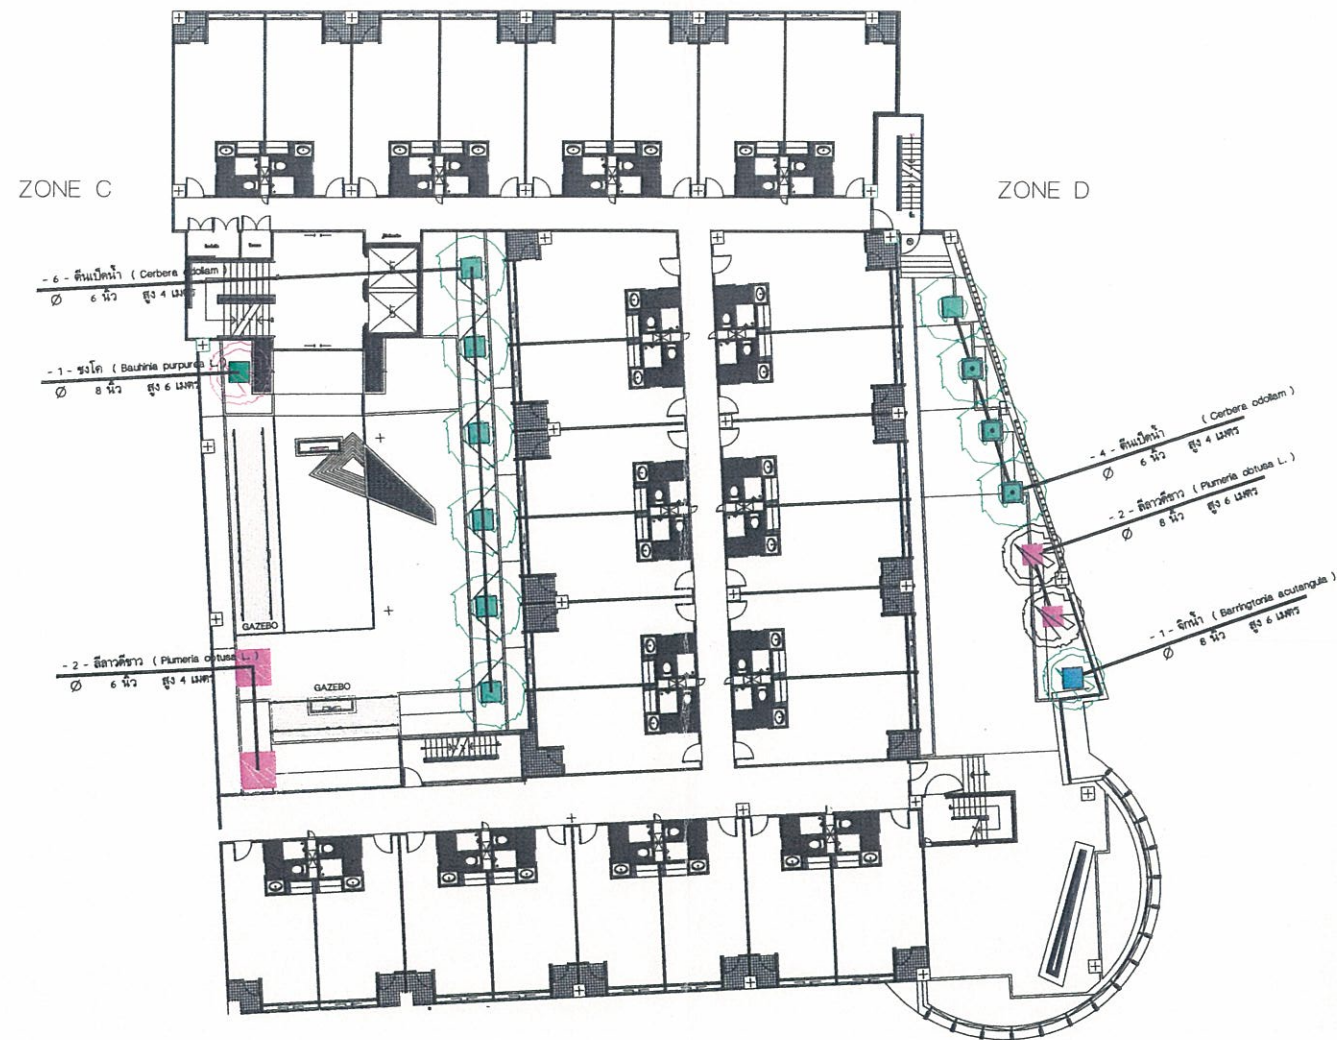 ZONE C
ZONE D
- 6 - ตีนเป็ดน้ำ ( Cerbera odollam )
Ø 6 นิ้ว สูง 4 เมตร
- 1 - ชงโค ( Bauhinia purpurea L. )
Ø 8 นิ้ว สูง 6 เมตร
- 4 - ตีนเป็ดน้ำ ( Cerbera odollam )
Ø 6 นิ้ว สูง 4 เมตร
- 2 - ลีลาวดีขาว ( Plumeria obtusa L. )
Ø 8 นิ้ว สูง 6 เมตร
- 1 - จิกน้ำ ( Barringtonia acutangula )
Ø 8 นิ้ว สูง 6 เมตร
GAZEBO
- 2 - ลีลาวดีขาว ( Plumeria obtusa L. )
Ø 6 นิ้ว สูง 4 เมตร
GAZEBO